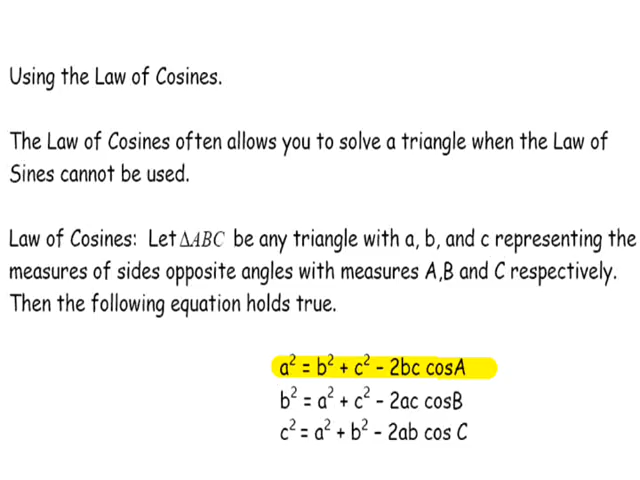 Using the Law of Cosines.
The Law of Cosines often allows you to solve a triangle when the Law of
Sines cannot be used.
Law of Cosines: Let ΔABC be any triangle with a, b, and c representing the
measures of sides opposite angles with measures A,B and C respectively.
Then the following equation holds true.
a² = b² + c² - 2bc cosA
b² = a² + c² - 2ac cosB
c² = a² + b² - 2ab cos C